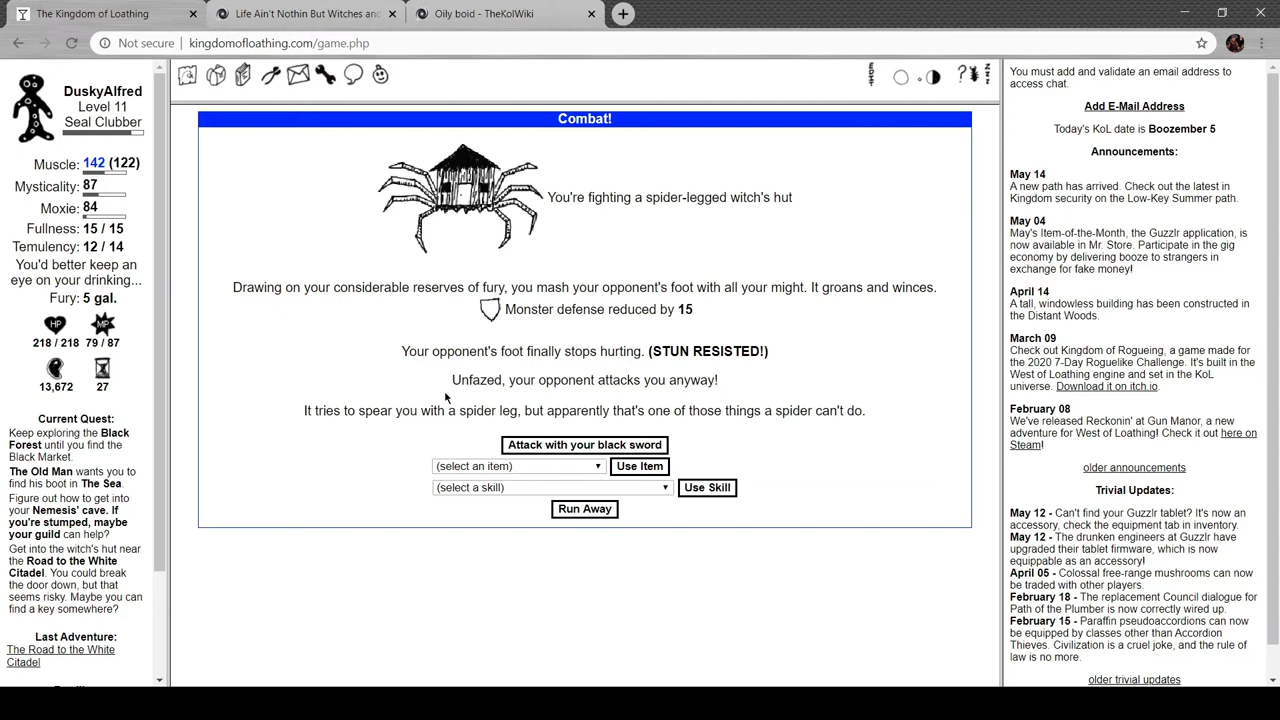 The Kingdom of Loathing
Life Ain't Nothin But Witches and
Oily boid - TheKolWiki
Not secure
kingdomofloathing.com/game.php
DuskyAlfred
Level 11
Seal Clubber
Muscle: 142 (122)
Mysticality: 87
Moxie: 84
Fullness: 15 / 15
Temulency: 12 / 14
You'd better keep an
eye on your drinking...
Fury: 5 gal.
HP
MP
218 / 218
79 / 87
13,672
27
Current Quest:
Keep exploring the Black
Forest until you find the
Black Market.
The Old Man wants you to
find his boot in The Sea.
Figure out how to get into
your Nemesis' cave. If
you're stumped, maybe
your guild can help?
Get into the witch's hut near
the Road to the White
Citadel. You could break
the door down, but that
seems risky. Maybe you can
find a key somewhere?
Last Adventure:
The Road to the White
Citadel
Combat!
You're fighting a spider-legged witch's hut
Drawing on your considerable reserves of fury, you mash your opponent's foot with all your might. It groans and winces.
Monster defense reduced by 15
Your opponent's foot finally stops hurting. (STUN RESISTED!)
Unfazed, your opponent attacks you anyway!
It tries to spear you with a spider leg, but apparently that's one of those things a spider can't do.
Attack with your black sword
(select an item)
Use Item
(select a skill)
Use Skill
Run Away
You must add and validate an email address to
access chat.
Add E-Mail Address
Today's KoL date is Boozember 5
Announcements:
May 14
A new path has arrived. Check out the latest in
Kingdom security on the Low-Key Summer path.
May 04
May's Item-of-the-Month, the Guzzlr application, is
now available in Mr. Store. Participate in the gig
economy by delivering booze to strangers in
exchange for fake money!
April 14
A tall, windowless building has been constructed in
the Distant Woods.
March 09
Check out Kingdom of Rogueing, a game made for
the 2020 7-Day Roguelike Challenge. It's built in the
West of Loathing engine and set in the KoL
universe. Download it on itch.io.
February 08
We've released Reckonin' at Gun Manor, a new
adventure for West of Loathing! Check it out here on
Steam!
older announcements
Trivial Updates:
May 12 - Can't find your Guzzlr tablet? It's now an
accessory, check the equipment tab in inventory.
May 12 - The drunken engineers at Guzzlr have
upgraded their tablet firmware, which is now
equippable as an accessory!
April 05 - Colossal free-range mushrooms can now
be traded with other players.
February 18 - The replacement Council dialogue for
Path of the Plumber is now correctly wired up.
February 15 - Paraffin pseudoaccordions can now
be equipped by classes other than Accordion
Thieves. Civilization is a cruel joke, and the rule of
law is no more.
older trivial updates